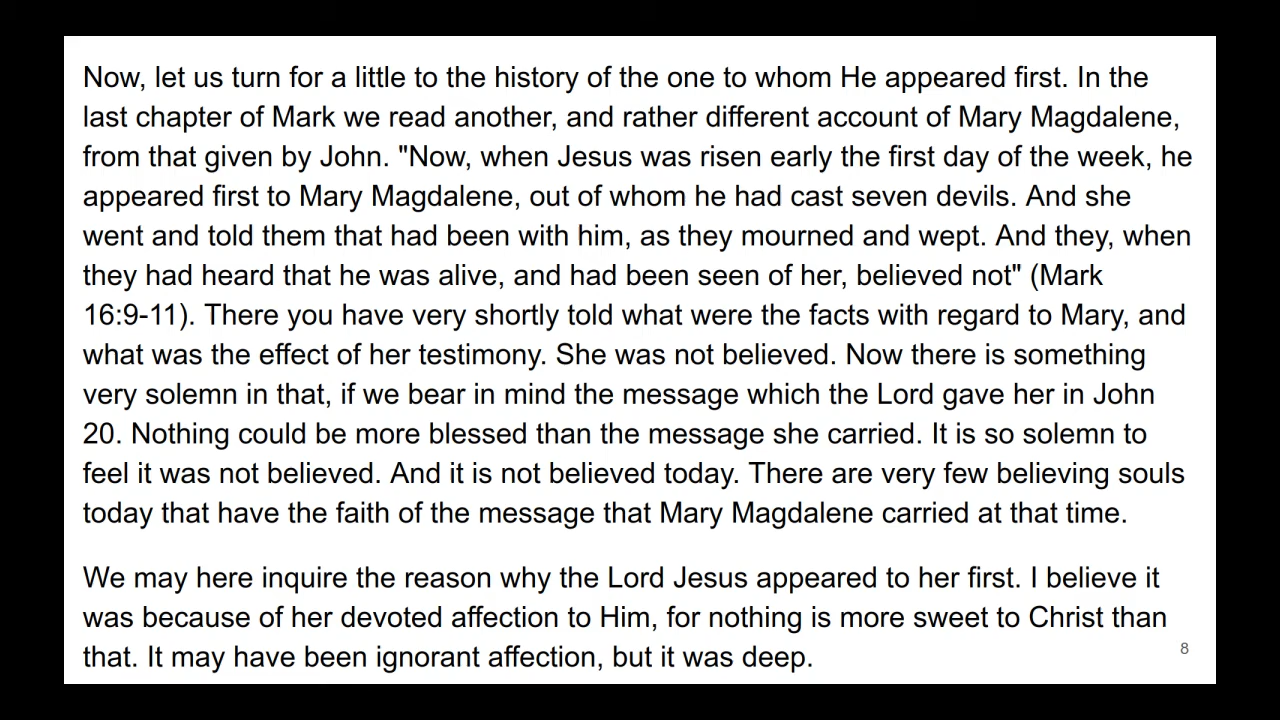 Now, let us turn for a little to the history of the one to whom He appeared first. In the
last chapter of Mark we read another, and rather different account of Mary Magdalene,
from that given by John. "Now, when Jesus was risen early the first day of the week, he
appeared first to Mary Magdalene, out of whom he had cast seven devils. And she
went and told them that had been with him, as they mourned and wept. And they, when
they had heard that he was alive, and had been seen of her, believed not" (Mark
16:9-11). There you have very shortly told what were the facts with regard to Mary, and
what was the effect of her testimony. She was not believed. Now there is something
very solemn in that, if we bear in mind the message which the Lord gave her in John
20. Nothing could be more blessed than the message she carried. It is so solemn to
feel it was not believed. And it is not believed today. There are very few believing souls
today that have the faith of the message that Mary Magdalene carried at that time.
We may here inquire the reason why the Lord Jesus appeared to her first. I believe it
was because of her devoted affection to Him, for nothing is more sweet to Christ than
that. It may have been ignorant affection, but it was deep.
8